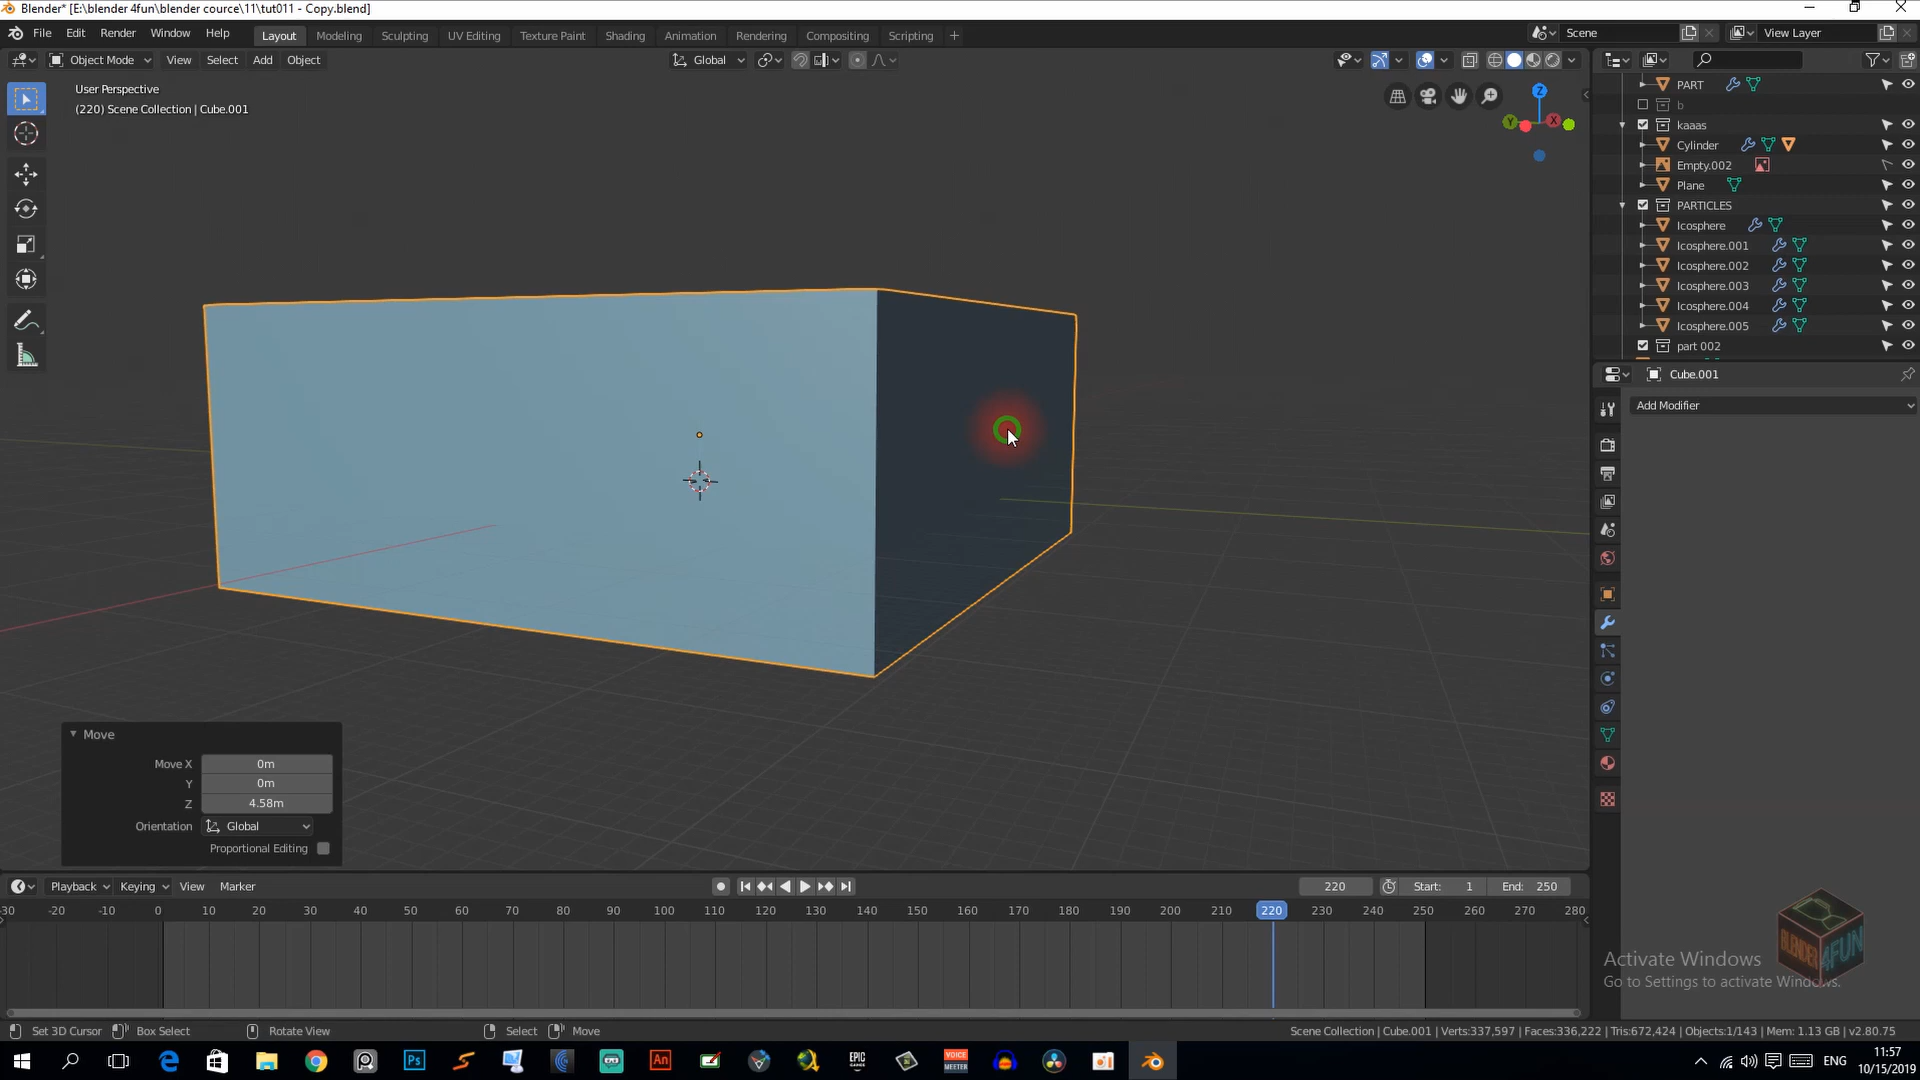 Blender* [E:\blender 4fun\blender cource\11\tut011 - Copy.blend]
File Edit Render Window Help Layout Modeling Sculpting UV Editing Texture Paint Shading Animation Rendering Compositing Scripting + Scene View Layer
Object Mode View Select Add Object Global
User Perspective
(220) Scene Collection | Cube.001
PART
b
kaaas
Cylinder
Empty.002
Plane
PARTICLES
Icosphere
Icosphere.001
Icosphere.002
Icosphere.003
Icosphere.004
Icosphere.005
part 002
Cube.001
Add Modifier
Z
Y X
Move
Move X 0m
Y 0m
Z 4.58m
Orientation Global
Proportional Editing
Playback Keying View Marker 220 Start: 1 End: 250
-30 -20 -10 0 10 20 30 40 50 60 70 80 90 100 110 120 130 140 150 160 170 180 190 200 210 220 230 240 250 260 270 280
BLENDER 4FUN
Activate Windows
Go to Settings to activate Windows.
Set 3D Cursor Box Select Rotate View Select Move Scene Collection | Cube.001 | Verts:337,597 | Faces:336,222 | Tris:672,424 | Objects:1/143 | Mem: 1.13 GB | v2.80.75
Ps An EPIC GAMES VOICE MEETER ENG
11:57
10/15/2019